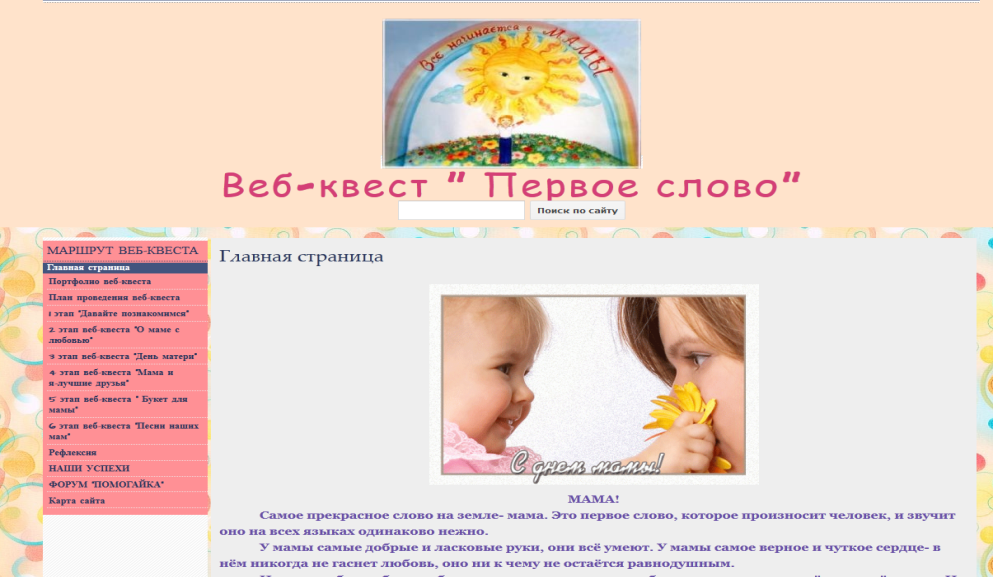 Все начинается с МАМЫ
Веб-квест " Первое слово"
Поиск по сайту
МАРШРУТ ВЕБ-КВЕСТА
Главная страница
Портфолио веб-квеста
План проведения веб-квеста
1 этап "Давайте познакомимся"
2 этап веб-квеста "О маме с
любовью"
3 этап веб-квеста "День матери"
4 этап веб-квеста "Мама и
я-лучшие друзья"
5 этап веб-квеста " Букет для
мамы"
6 этап веб-квеста "Песни наших
мам"
Рефлексия
НАШИ УСПЕХИ
ФОРУМ "ПОМОГАЙКА"
Карта сайта
Главная страница
С днем мамы!
МАМА!
Самое прекрасное слово на земле- мама. Это первое слово, которое произносит человек, и звучит
оно на всех языках одинаково нежно.
У мамы самые добрые и ласковые руки, они всё умеют. У мамы самое верное и чуткое сердце- в
нём никогда не гаснет любовь, оно ни к чему не остаётся равнодушным.